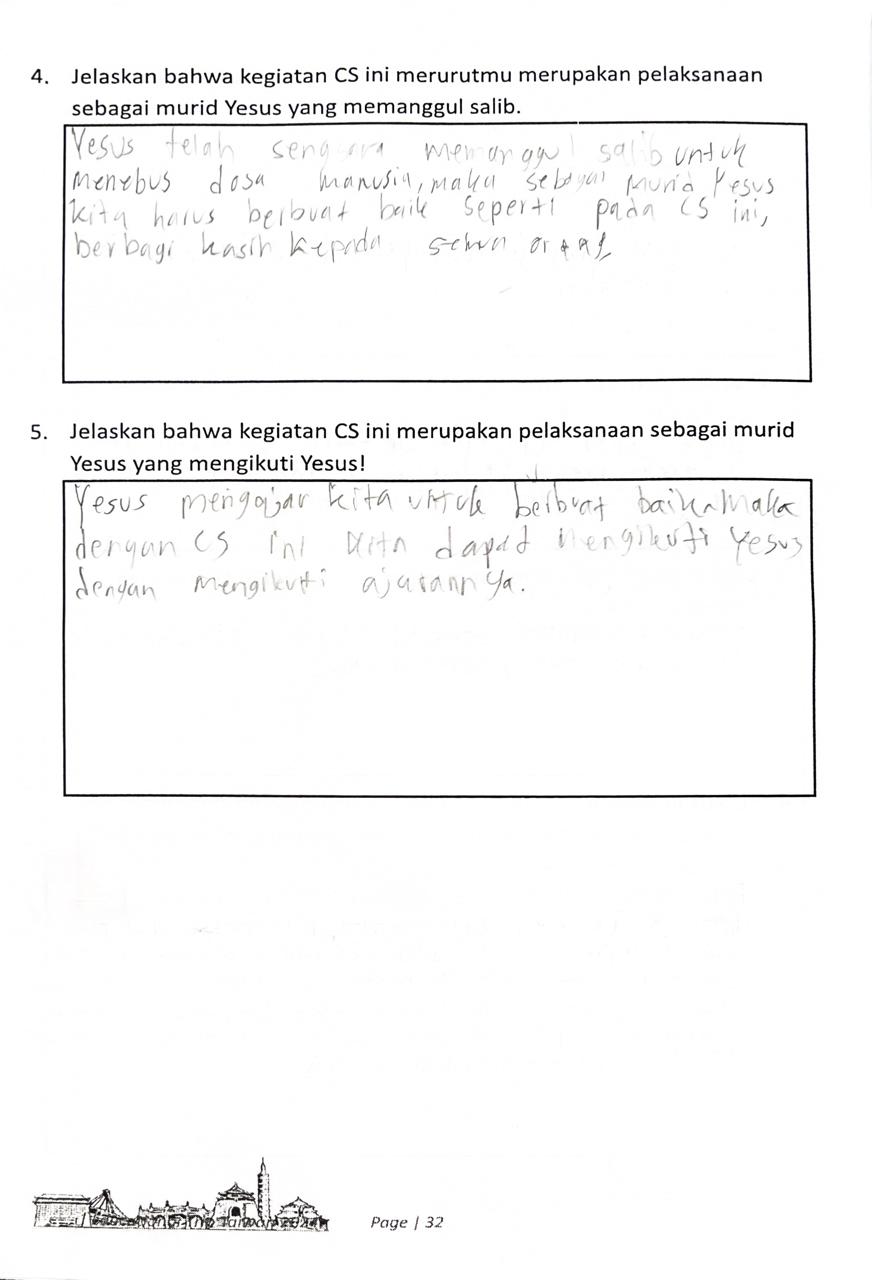 4. Jelaskan bahwa kegiatan CS ini merurutmu merupakan pelaksanaan
sebagai murid Yesus yang memanggul salib.
Yesus telah sengsara memanggul salib untuk
menebus dosa manusia, maka sebagai murid Yesus
kita harus berbuat baik seperti pada CS ini,
berbagi kasih kepada semua orang
5. Jelaskan bahwa kegiatan CS ini merupakan pelaksanaan sebagai murid
Yesus yang mengikuti Yesus!
Yesus mengajar kita untuk berbuat baik, maka
dengan CS ini kita dapat mengikuti Yesus
dengan mengikuti ajarannya.
Page | 32